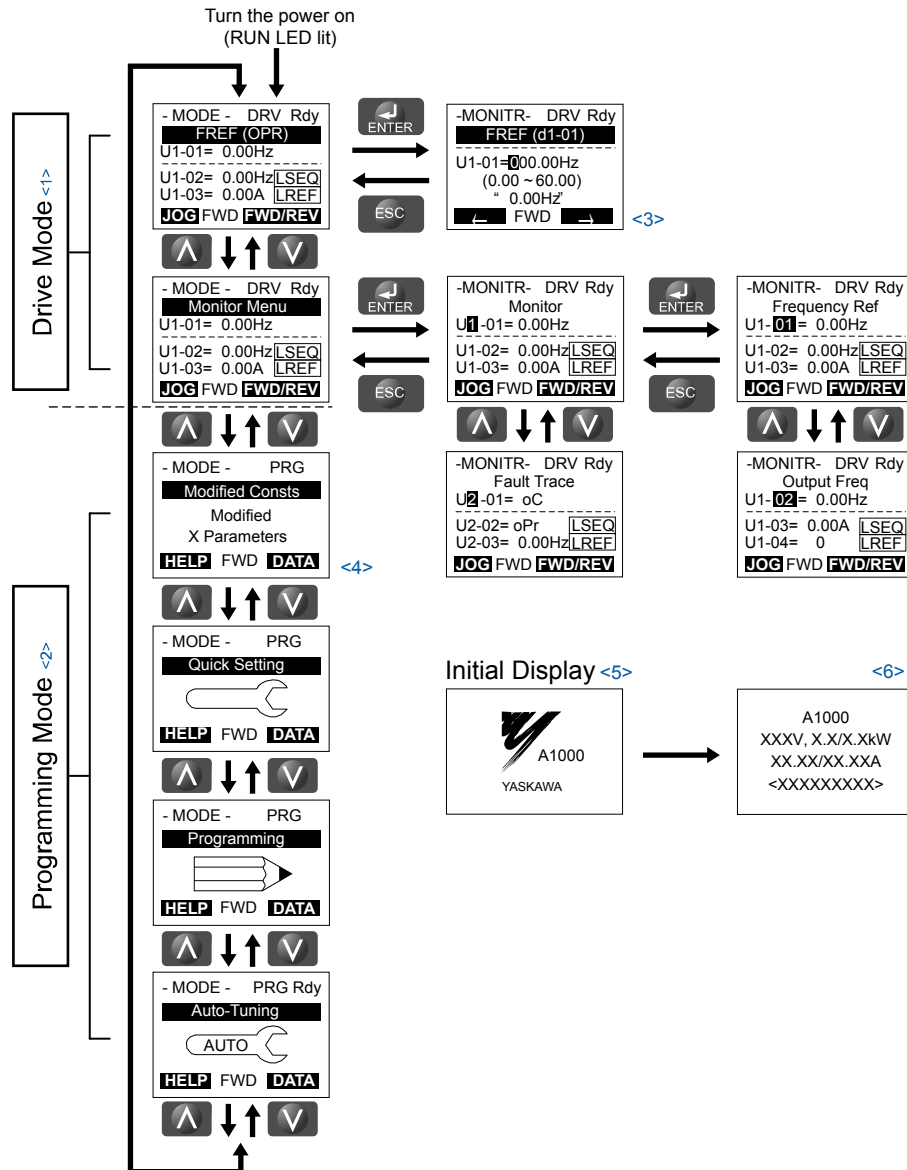 Turn the power on
(RUN LED lit)
Drive Mode <1>
- MODE - DRV Rdy
FREF (OPR)
U1-01= 0.00Hz
U1-02= 0.00Hz LSEQ
U1-03= 0.00A LREF
JOG FWD FWD/REV
ENTER
ESC
-MONITR- DRV Rdy
FREF (d1-01)
U1-01=000.00Hz
(0.00 ~ 60.00)
“ 0.00Hz”
← FWD →
<3>
- MODE - DRV Rdy
Monitor Menu
U1-01= 0.00Hz
U1-02= 0.00Hz LSEQ
U1-03= 0.00A LREF
JOG FWD FWD/REV
ENTER
ESC
-MONITR- DRV Rdy
Monitor
U1 -01= 0.00Hz
U1-02= 0.00Hz LSEQ
U1-03= 0.00A LREF
JOG FWD FWD/REV
ENTER
ESC
-MONITR- DRV Rdy
Frequency Ref
U1- 01 = 0.00Hz
U1-02= 0.00Hz LSEQ
U1-03= 0.00A LREF
JOG FWD FWD/REV
-MONITR- DRV Rdy
Fault Trace
U2 -01= oC
U2-02= oPr LSEQ
U2-03= 0.00Hz LREF
JOG FWD FWD/REV
-MONITR- DRV Rdy
Output Freq
U1- 02 = 0.00Hz
U1-03= 0.00A LSEQ
U1-04= 0 LREF
JOG FWD FWD/REV
Programming Mode <2>
- MODE - PRG
Modified Consts
Modified
X Parameters
HELP FWD DATA
<4>
- MODE - PRG
Quick Setting
HELP FWD DATA
- MODE - PRG
Programming
HELP FWD DATA
- MODE - PRG Rdy
Auto-Tuning
AUTO
HELP FWD DATA
Initial Display <5>
A1000
YASKAWA
<6>
A1000
XXXV, X.X/X.XkW
XX.XX/XX.XXA
<XXXXXXXXX>